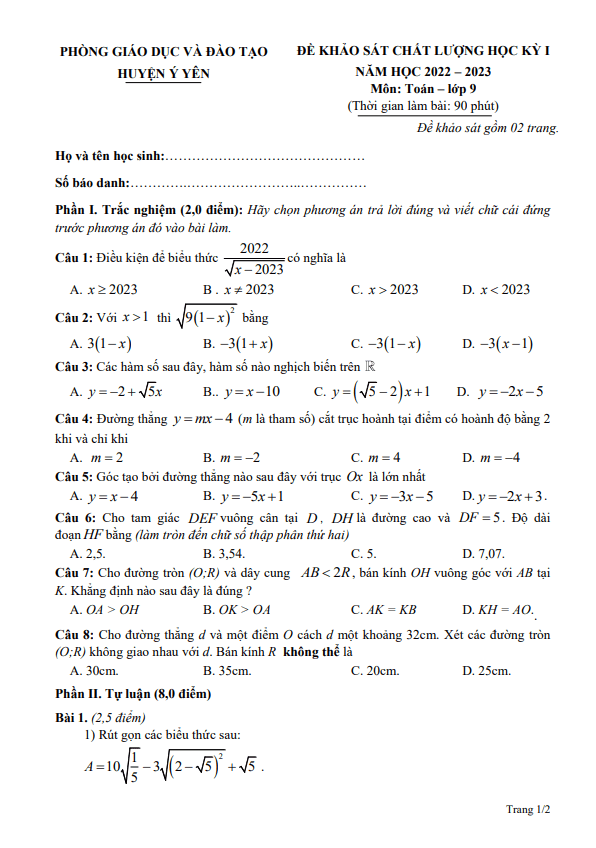 PHÒNG GIÁO DỤC VÀ ĐÀO TẠO
HUYỆN Ý YÊN
ĐỀ KHẢO SÁT CHẤT LƯỢNG HỌC KỲ I
NĂM HỌC 2022 – 2023
Môn: Toán – lớp 9
(Thời gian làm bài: 90 phút)
Đề khảo sát gồm 02 trang.
Họ và tên học sinh:………………………………………
Số báo danh:………….……………………..……………
Phần I. Trắc nghiệm (2,0 điểm): Hãy chọn phương án trả lời đúng và viết chữ cái đứng
trước phương án đó vào bài làm.
Câu 1: Điều kiện để biểu thức 2022/√(x − 2023) có nghĩa là
A. x ≥ 2023 B . x ≠ 2023 C. x > 2023 D. x < 2023
Câu 2: Với x > 1 thì √(9(1 − x)²) bằng
A. 3(1 − x) B. −3(1 + x) C. −3(1 − x) D. −3(x − 1)
Câu 3: Các hàm số sau đây, hàm số nào nghịch biến trên ℝ
A. y = −2 + √5x B.. y = x − 10 C. y = (√5 − 2)x + 1 D. y = −2x − 5
Câu 4: Đường thẳng y = mx − 4 (m là tham số) cắt trục hoành tại điểm có hoành độ bằng 2
khi và chỉ khi
A. m = 2 B. m = −2 C. m = 4 D. m = −4
Câu 5: Góc tạo bởi đường thẳng nào sau đây với trục Ox là lớn nhất
A. y = x − 4 B. y = −5x + 1 C. y = −3x − 5 D. y = −2x + 3.
Câu 6: Cho tam giác DEF vuông cân tại D, DH là đường cao và DF = 5. Độ dài
đoạn HF bằng (làm tròn đến chữ số thập phân thứ hai)
A. 2,5. B. 3,54. C. 5. D. 7,07.
Câu 7: Cho đường tròn (O;R) và dây cung AB < 2R, bán kính OH vuông góc với AB tại
K. Khẳng định nào sau đây là đúng ?
A. OA > OH B. OK > OA C. AK = KB D. KH = AO.
Câu 8: Cho đường thẳng d và một điểm O cách d một khoảng 32cm. Xét các đường tròn
(O;R) không giao nhau với d. Bán kính R không thể là
A. 30cm. B. 35cm. C. 20cm. D. 25cm.
Phần II. Tự luận (8,0 điểm)
Bài 1. (2,5 điểm)
1) Rút gọn các biểu thức sau:
A = 10√(1/5) − 3√((2 − √5)²) + √5 .
Trang 1/2